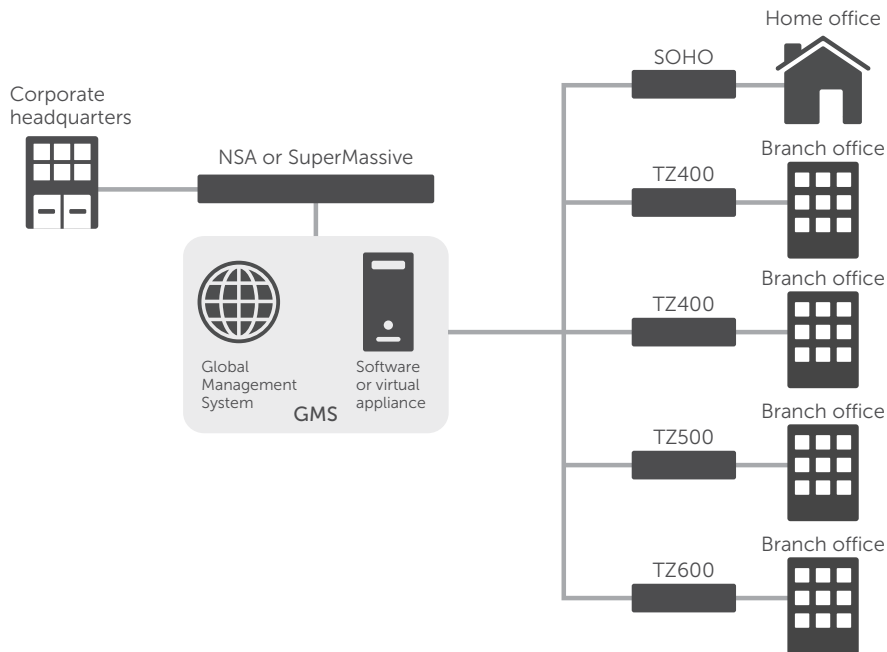 Corporate
headquarters
NSA or SuperMassive
Global
Management
System
Software
or virtual
appliance
GMS
SOHO
Home office
TZ400
Branch office
TZ400
Branch office
TZ500
Branch office
TZ600
Branch office